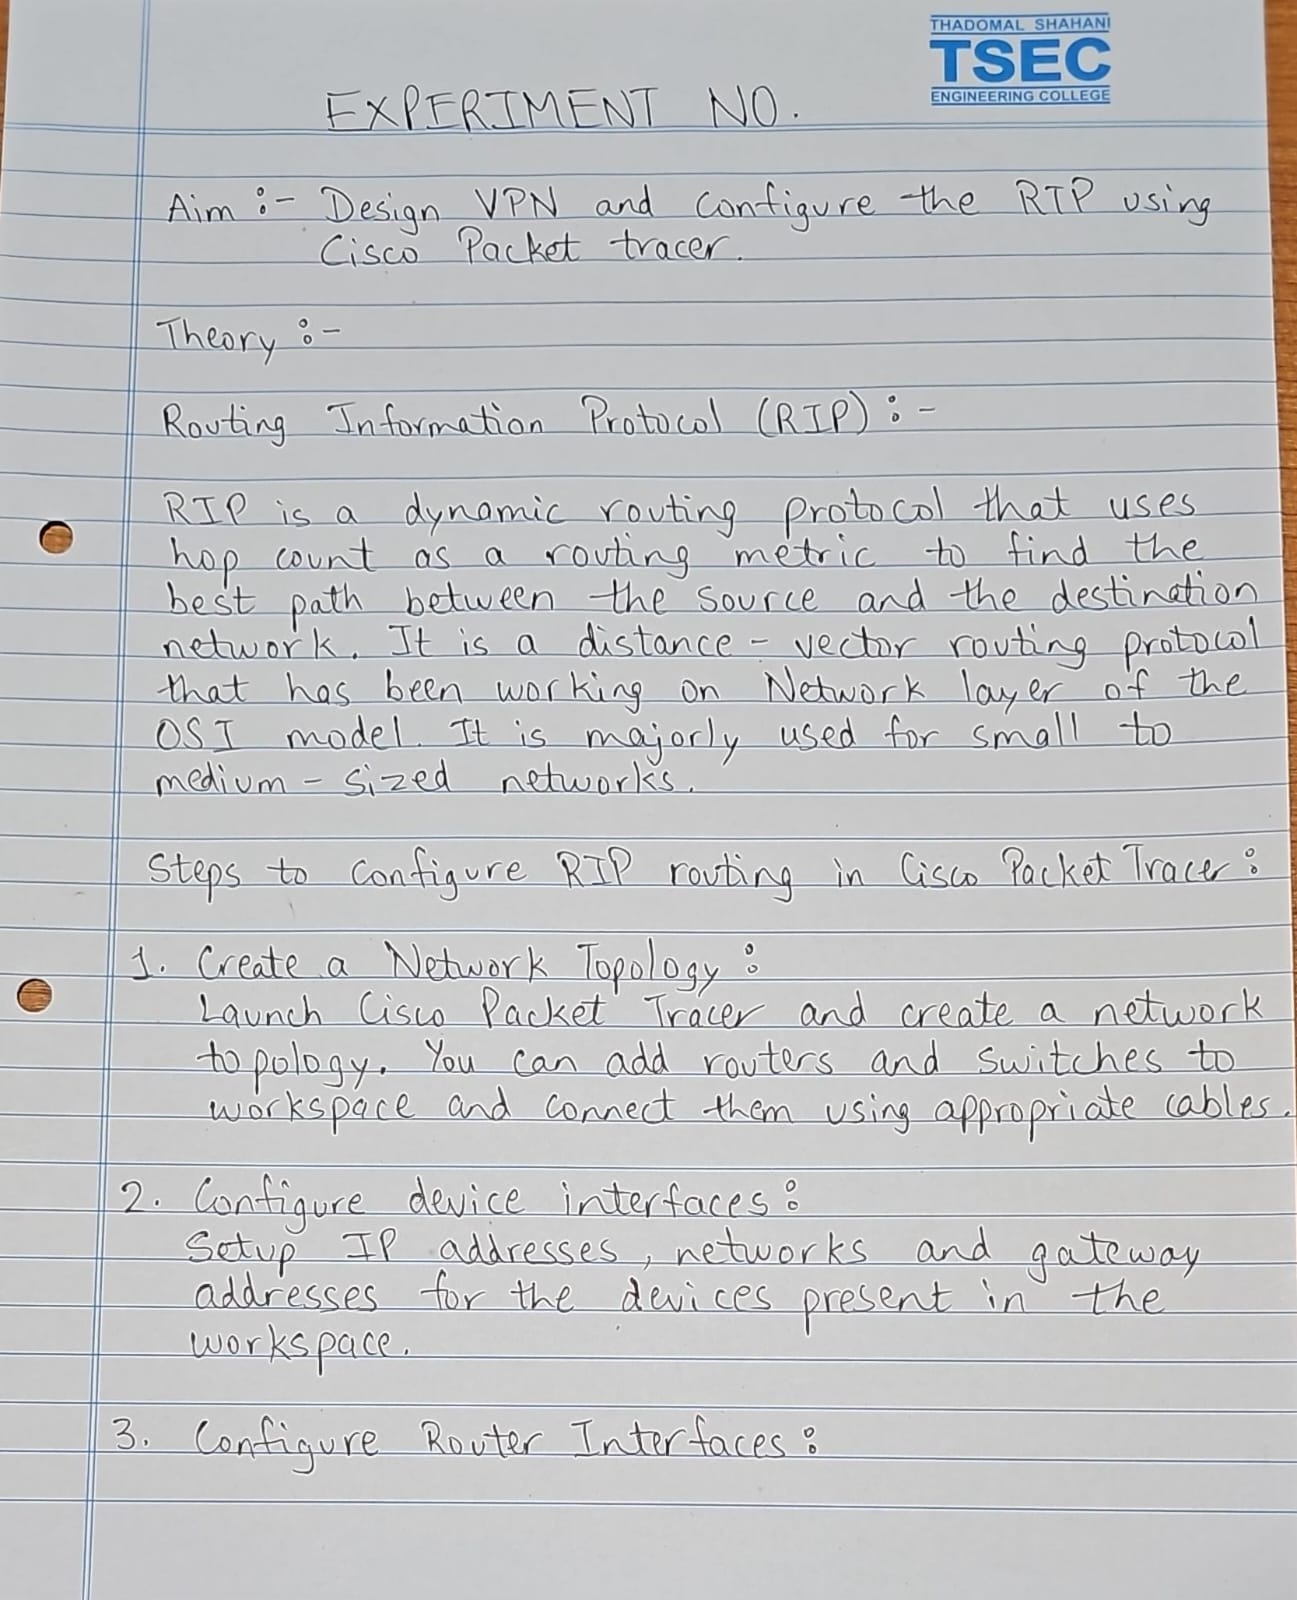 THADOMAL SHAHANI
TSEC
ENGINEERING COLLEGE
EXPERIMENT NO.
Aim :- Design VPN and configure the RIP using
Cisco Packet tracer.
Theory :-
Routing Information Protocol (RIP) :-
RIP is a dynamic routing protocol that uses
hop count as a routing metric to find the
best path between the source and the destination
network. It is a distance - vector routing protocol
that has been working on Network layer of the
OSI model. It is majorly used for small to
medium - sized networks.
Steps to configure RIP routing in Cisco Packet Tracer :
1. Create a Network Topology :
Launch Cisco Packet Tracer and create a network
topology. You can add routers and switches to
workspace and connect them using appropriate cables.
2. Configure device interfaces :
Setup IP addresses, networks and gateway
addresses for the devices present in the
workspace.
3. Configure Router Interfaces :